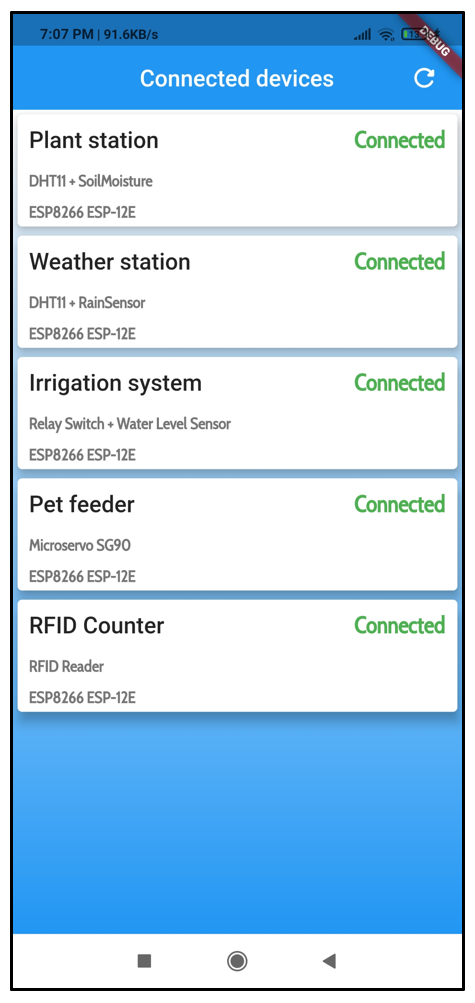 7:07 PM | 91.6KB/s
13
DEBUG
Connected devices
Plant station Connected
DHT11 + SoilMoisture
ESP8266 ESP-12E
Weather station Connected
DHT11 + RainSensor
ESP8266 ESP-12E
Irrigation system Connected
Relay Switch + Water Level Sensor
ESP8266 ESP-12E
Pet feeder Connected
Microservo SG90
ESP8266 ESP-12E
RFID Counter Connected
RFID Reader
ESP8266 ESP-12E